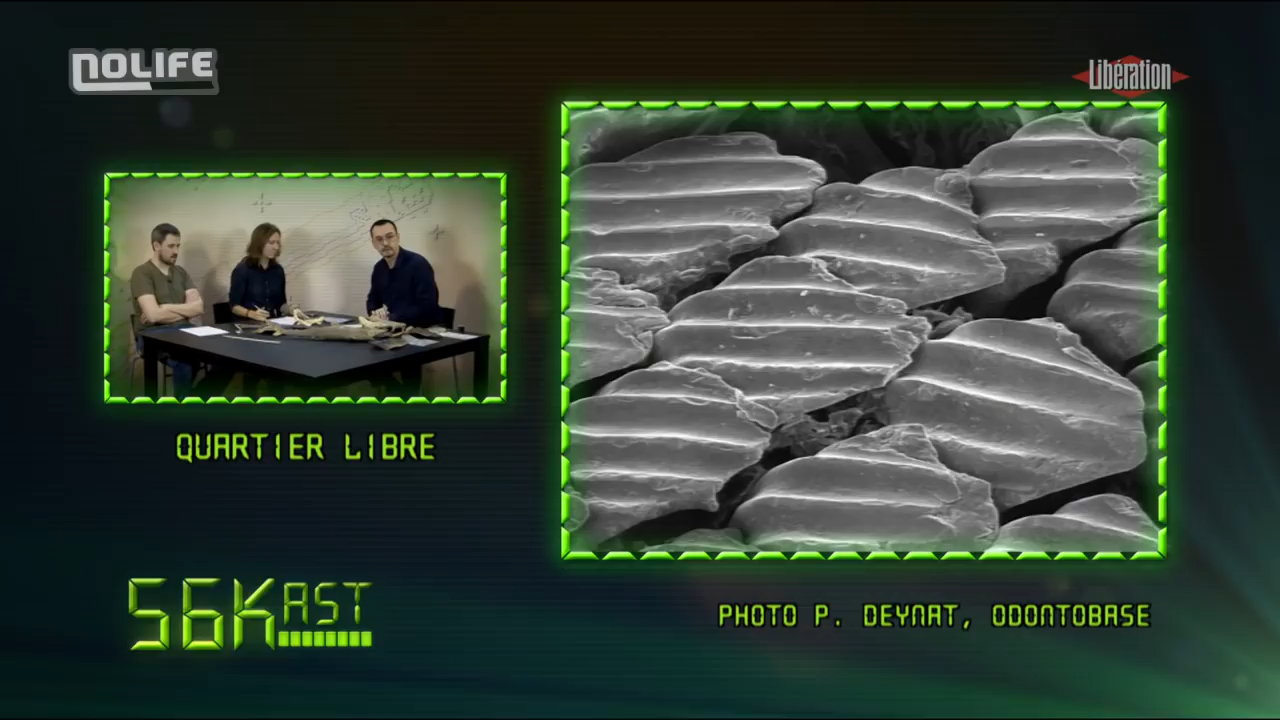 NOLIFE
Libération
QUARTIER LIBRE
56KAST
PHOTO P. DEYNAT, ODONTOBASE